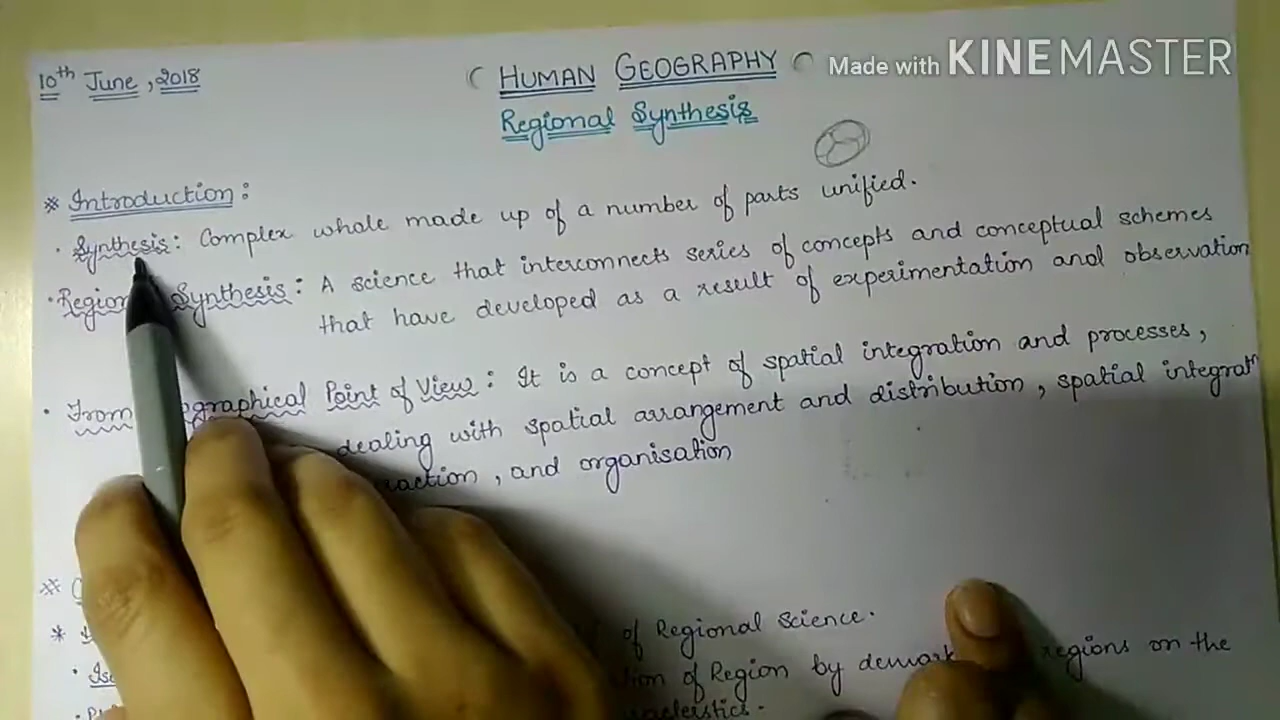 10th June, 2018
HUMAN GEOGRAPHY
Made with KINEMASTER
Regional Synthesis
* Introduction:
· Synthesis: Complex whole made up of a number of parts unified.
· Synthesis: A science that interconnects series of concepts and conceptual schemes
that have developed as a result of experimentation and observation
· From Point of View: It is a concept of spatial integration and processes,
dealing with spatial arrangement and distribution, spatial integratn
, and organisation
of Regional Science.
of Region by regions on the